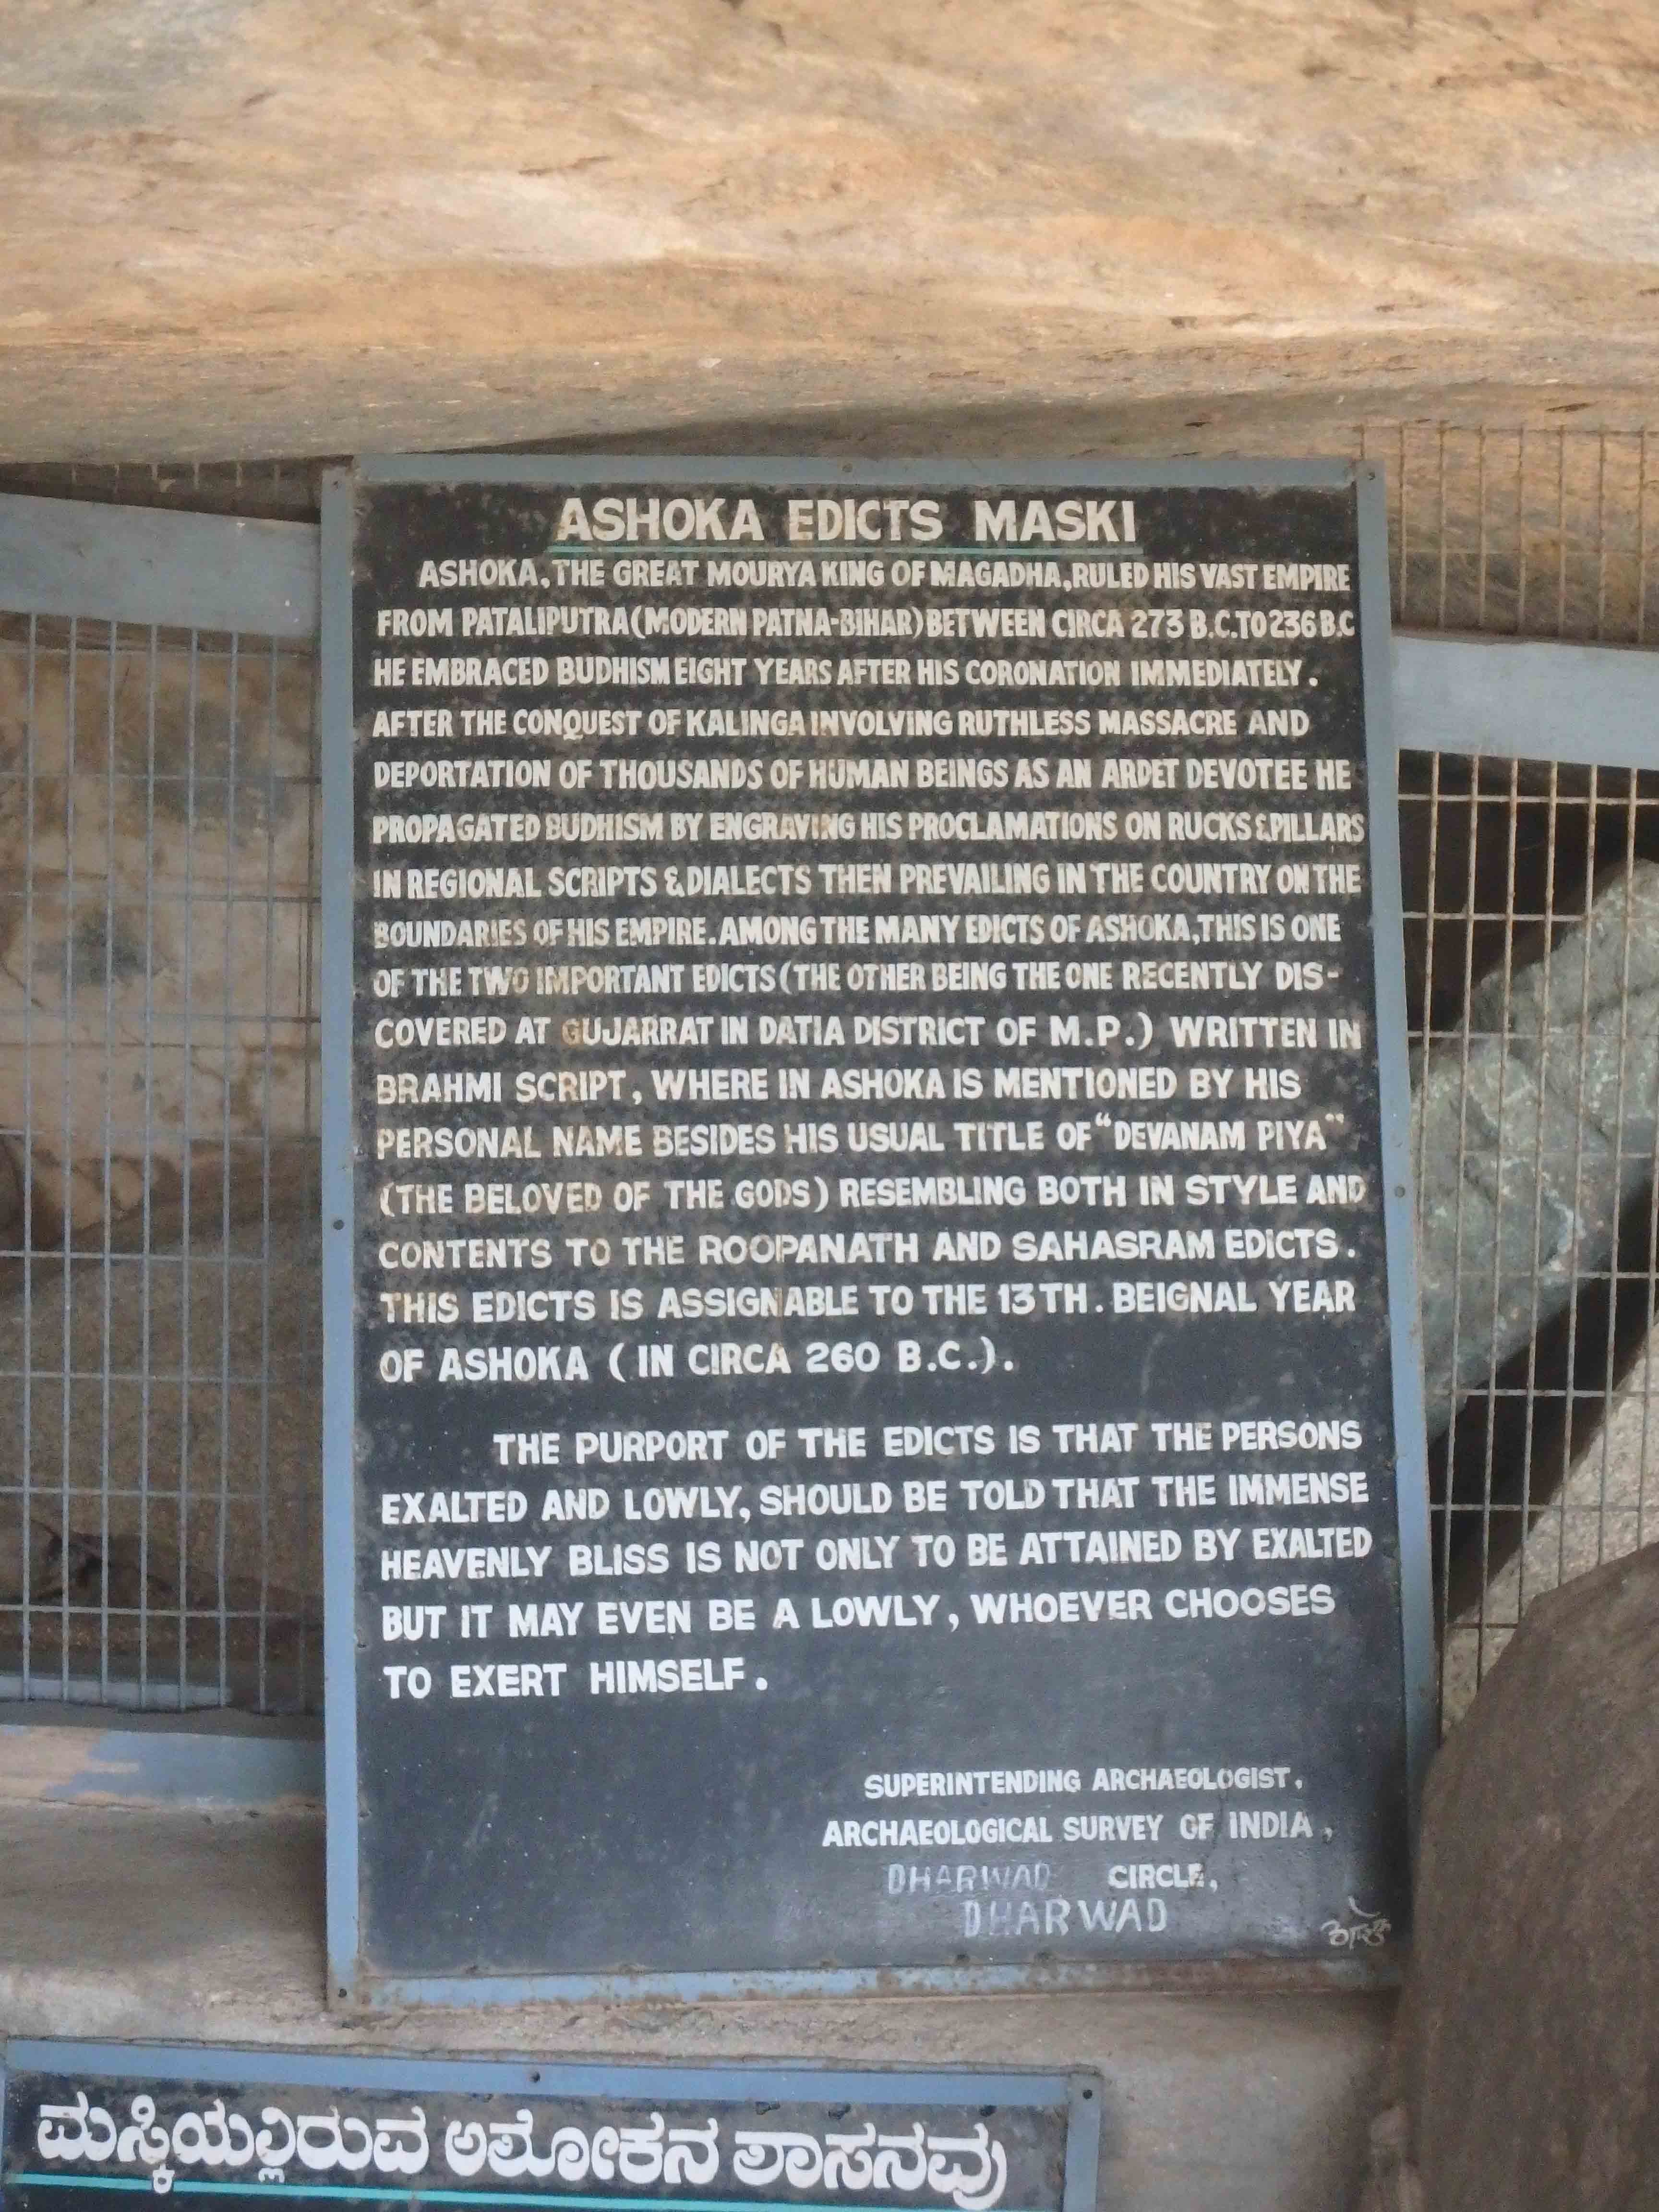 ASHOKA EDICTS MASKI
ASHOKA, THE GREAT MOURYA KING OF MAGADHA, RULED HIS VAST EMPIRE
FROM PATALIPUTRA (MODERN PATNA-BIHAR) BETWEEN CIRCA 273 B.C. TO 236 B.C
HE EMBRACED BUDHISM EIGHT YEARS AFTER HIS CORONATION IMMEDIATELY.
AFTER THE CONQUEST OF KALINGA INVOLVING RUTHLESS MASSACRE AND
DEPORTATION OF THOUSANDS OF HUMAN BEINGS AS AN ARDET DEVOTEE HE
PROPAGATED BUDHISM BY ENGRAVING HIS PROCLAMATIONS ON RUCKS & PILLARS
IN REGIONAL SCRIPTS & DIALECTS THEN PREVAILING IN THE COUNTRY ON THE
BOUNDARIES OF HIS EMPIRE. AMONG THE MANY EDICTS OF ASHOKA, THIS IS ONE
OF THE TWO IMPORTANT EDICTS (THE OTHER BEING THE ONE RECENTLY DIS-
COVERED AT GUJARRAT IN DATIA DISTRICT OF M.P.) WRITTEN IN
BRAHMI SCRIPT, WHERE IN ASHOKA IS MENTIONED BY HIS
PERSONAL NAME BESIDES HIS USUAL TITLE OF "DEVANAM PIYA"
(THE BELOVED OF THE GODS) RESEMBLING BOTH IN STYLE AND
CONTENTS TO THE ROOPANATH AND SAHASRAM EDICTS.
THIS EDICTS IS ASSIGNABLE TO THE 13TH. BEIGNAL YEAR
OF ASHOKA (IN CIRCA 260 B.C.).
THE PURPORT OF THE EDICTS IS THAT THE PERSONS
EXALTED AND LOWLY, SHOULD BE TOLD THAT THE IMMENSE
HEAVENLY BLISS IS NOT ONLY TO BE ATTAINED BY EXALTED
BUT IT MAY EVEN BE A LOWLY, WHOEVER CHOOSES
TO EXERT HIMSELF.
SUPERINTENDING ARCHAEOLOGIST,
ARCHAEOLOGICAL SURVEY OF INDIA,
DHARWAD CIRCLE,
DHARWAD
ಮಸ್ಕಿಯಲ್ಲಿರುವ ಅಶೋಕನ ಶಾಸನವು